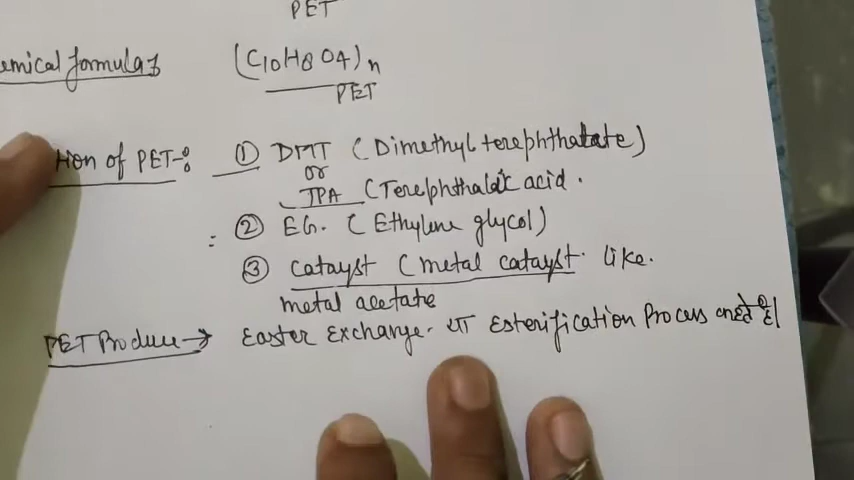 PET
emical formula
(C10H8O4)n
PET
tion of PET-: ① DMT (Dimethyl terephthalate)
or
TPA (Terephthalic acid.
: ② EG. (Ethylene glycol)
③ catayst (metal catayst. like.
metal acetate
PET Produce → Easter Exchange. या Esterification Process